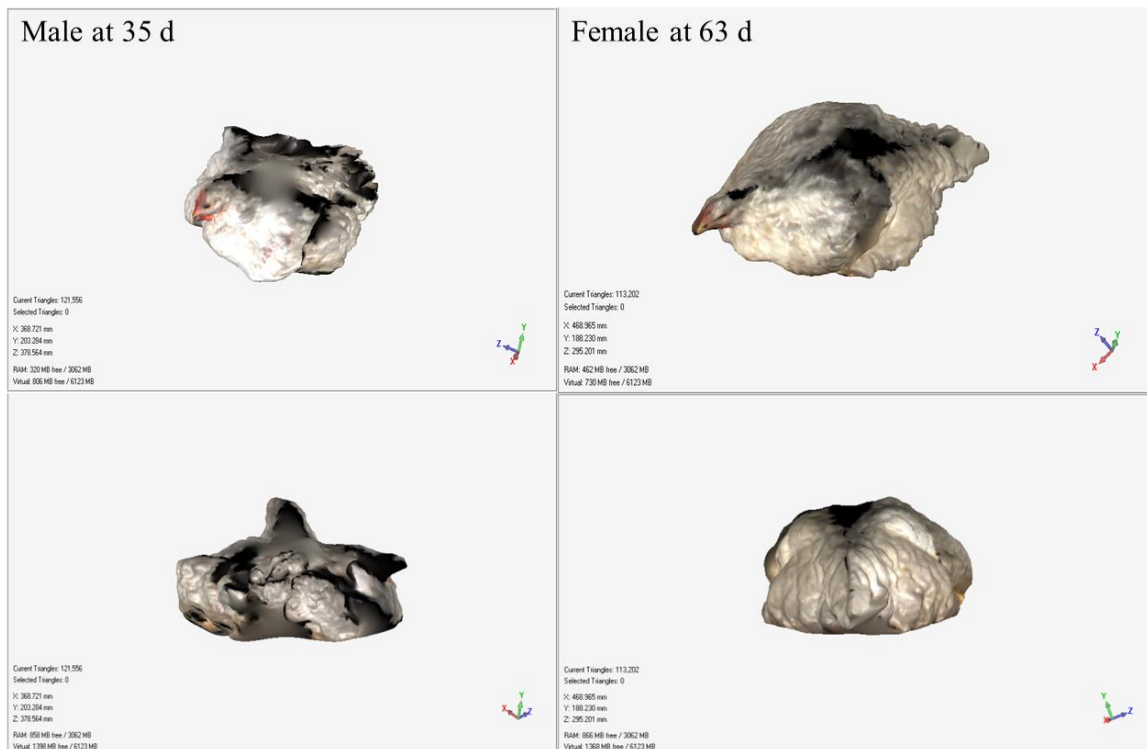 Male at 35 d
Current Triangles: 121,556
Selected Triangles: 0
X: 368.721 mm
Y: 203.284 mm
Z: 378.564 mm
RAM: 320 MB free / 3062 MB
Virtual: 806 MB free / 6123 MB
Y
Z
X
Female at 63 d
Current Triangles: 113,202
Selected Triangles: 0
X: 468.965 mm
Y: 188.230 mm
Z: 295.201 mm
RAM: 462 MB free / 3062 MB
Virtual: 730 MB free / 6123 MB
Z
Y
X
Current Triangles: 121,556
Selected Triangles: 0
X: 368.721 mm
Y: 203.284 mm
Z: 378.564 mm
RAM: 858 MB free / 3062 MB
Virtual: 1398 MB free / 6123 MB
Y
X
Z
Current Triangles: 113,202
Selected Triangles: 0
X: 468.965 mm
Y: 188.230 mm
Z: 295.201 mm
RAM: 866 MB free / 3062 MB
Virtual: 1368 MB free / 6123 MB
Y
Z
X